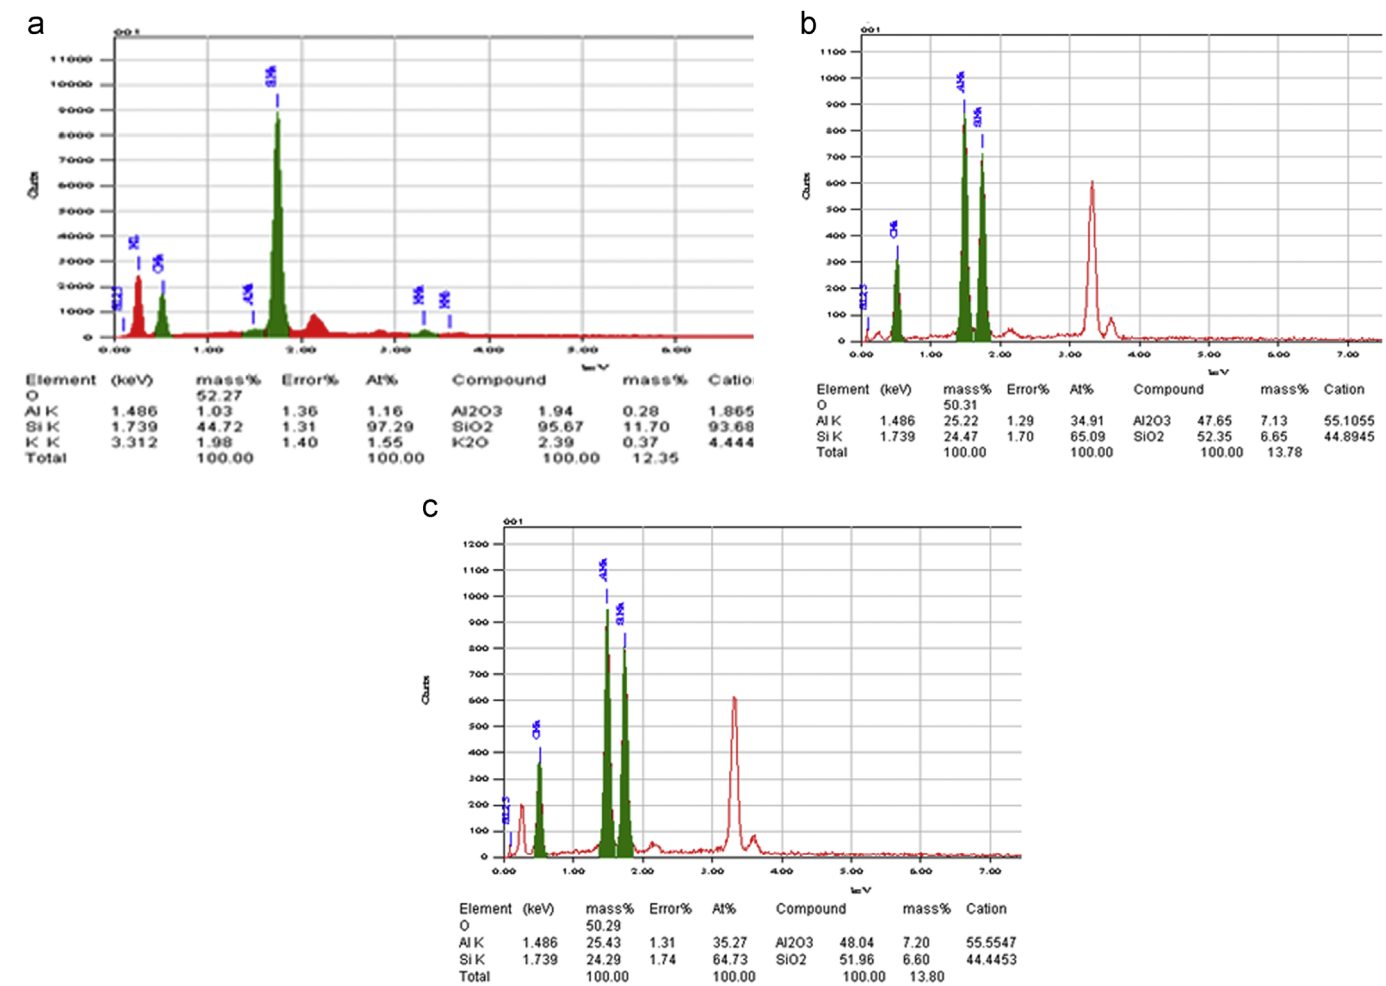 a
001
11000
10000
9000
8000
7000
6000
5000
4000
3000
2000
1000
0
Counts
0.00 1.00 2.00 3.00 4.00 5.00 6.00
keV
Element (keV) mass% Error% At% Compound mass% Catio
O 52.27
Al K 1.486 1.03 1.36 1.16 Al2O3 1.94 0.28 1.865
Si K 1.739 44.72 1.31 97.29 SiO2 95.67 11.70 93.68
K K 3.312 1.98 1.40 1.55 K2O 2.39 0.37 4.444
Total 100.00 100.00 100.00 12.35
b
001
1100
1000
900
800
700
600
500
400
300
200
100
0
Counts
0.00 1.00 2.00 3.00 4.00 5.00 6.00 7.00
keV
Element (keV) mass% Error% At% Compound mass% Cation
O 50.31
Al K 1.486 25.22 1.29 34.91 Al2O3 47.65 7.13 55.1055
Si K 1.739 24.47 1.70 65.09 SiO2 52.35 6.65 44.8945
Total 100.00 100.00 100.00 13.78
c
001
1200
1100
1000
900
800
700
600
500
400
300
200
100
0
Counts
0.00 1.00 2.00 3.00 4.00 5.00 6.00 7.00
keV
Element (keV) mass% Error% At% Compound mass% Cation
O 50.29
Al K 1.486 25.43 1.31 35.27 Al2O3 48.04 7.20 55.5547
Si K 1.739 24.29 1.74 64.73 SiO2 51.96 6.60 44.4453
Total 100.00 100.00 100.00 13.80